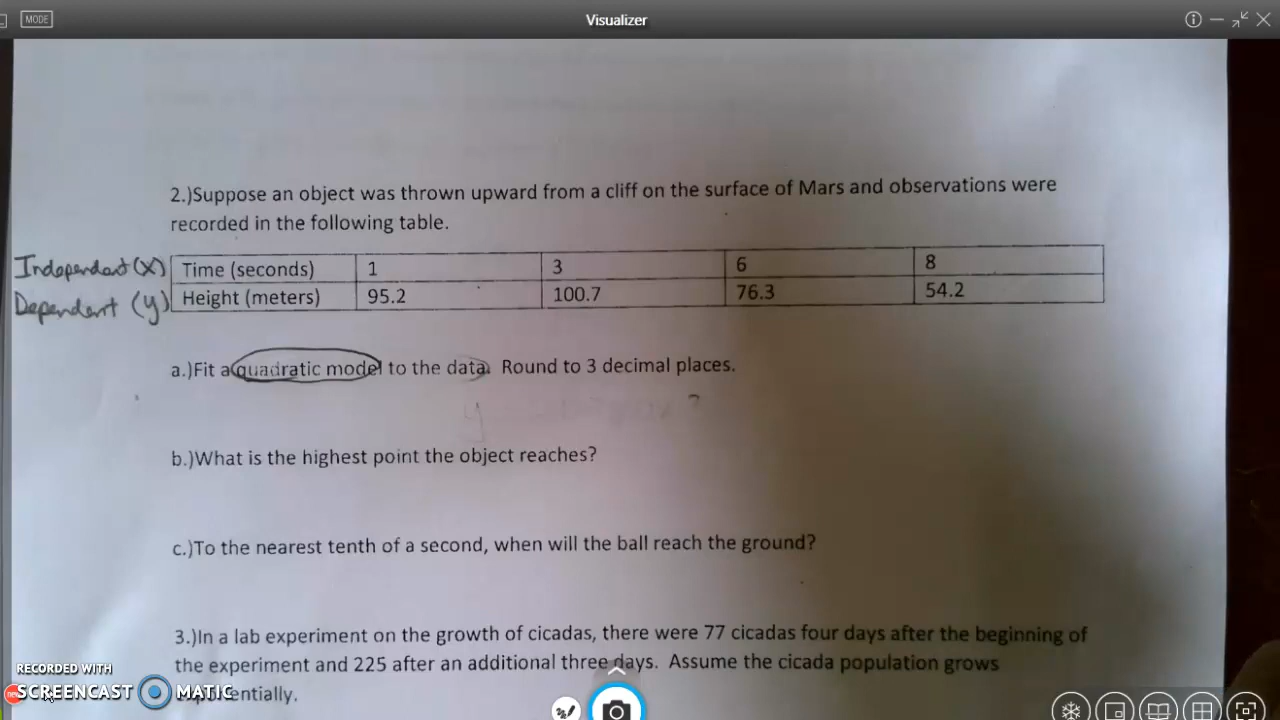 MODE
Visualizer
2.)Suppose an object was thrown upward from a cliff on the surface of Mars and observations were
recorded in the following table.
Independent (x) Time (seconds) 1 3 6 8
Dependent (y) Height (meters) 95.2 100.7 76.3 54.2
a.)Fit a quadratic model to the data. Round to 3 decimal places.
b.)What is the highest point the object reaches?
c.)To the nearest tenth of a second, when will the ball reach the ground?
3.)In a lab experiment on the growth of cicadas, there were 77 cicadas four days after the beginning of
the experiment and 225 after an additional three days. Assume the cicada population grows
RECORDED WITH
SCREENCAST MATIC